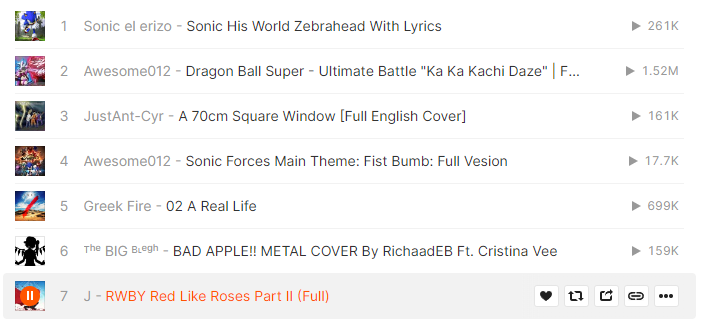 1 Sonic el erizo - Sonic His World Zebrahead With Lyrics 261K
2 Awesome012 - Dragon Ball Super - Ultimate Battle "Ka Ka Kachi Daze" | F... 1.52M
3 JustAnt-Cyr - A 70cm Square Window [Full English Cover] 161K
4 Awesome012 - Sonic Forces Main Theme: Fist Bumb: Full Vesion 17.7K
5 Greek Fire - 02 A Real Life 699K
6 ᵀʰᵉ BIG ᴮᴸᵉᵍʰ - BAD APPLE!! METAL COVER By RichaadEB Ft. Cristina Vee 159K
7 J - RWBY Red Like Roses Part II (Full)